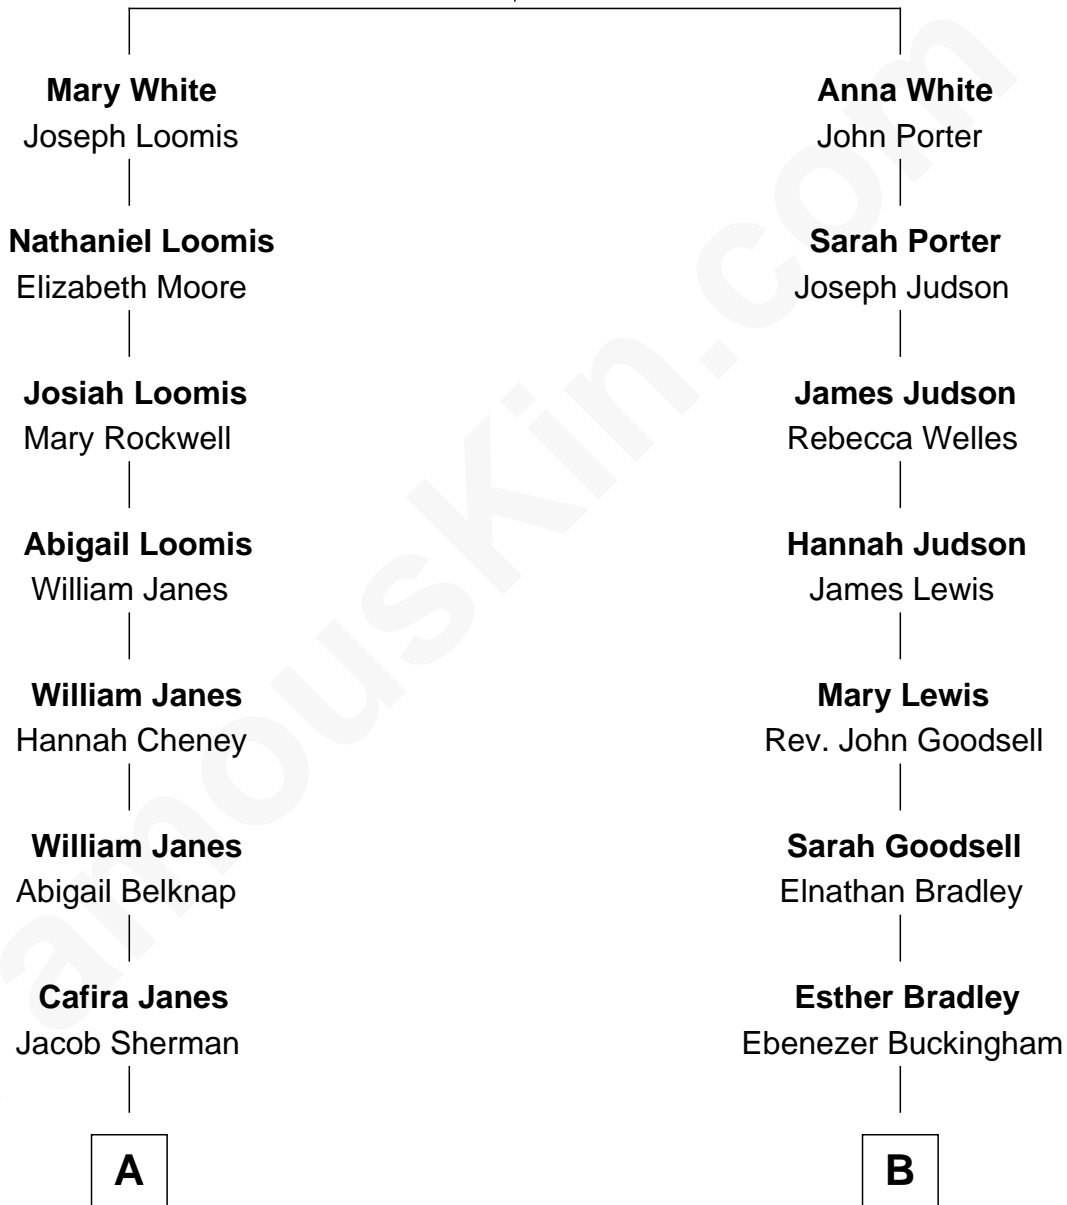 Mary White
Joseph Loomis
Nathaniel Loomis
Elizabeth Moore
Josiah Loomis
Mary Rockwell
Abigail Loomis
William Janes
William Janes
Hannah Cheney
William Janes
Abigail Belknap
Cafira Janes
Jacob Sherman
A
Anna White
John Porter
Sarah Porter
Joseph Judson
James Judson
Rebecca Welles
Hannah Judson
James Lewis
Mary Lewis
Rev. John Goodsell
Sarah Goodsell
Elnathan Bradley
Esther Bradley
Ebenezer Buckingham
B
amousKin.com